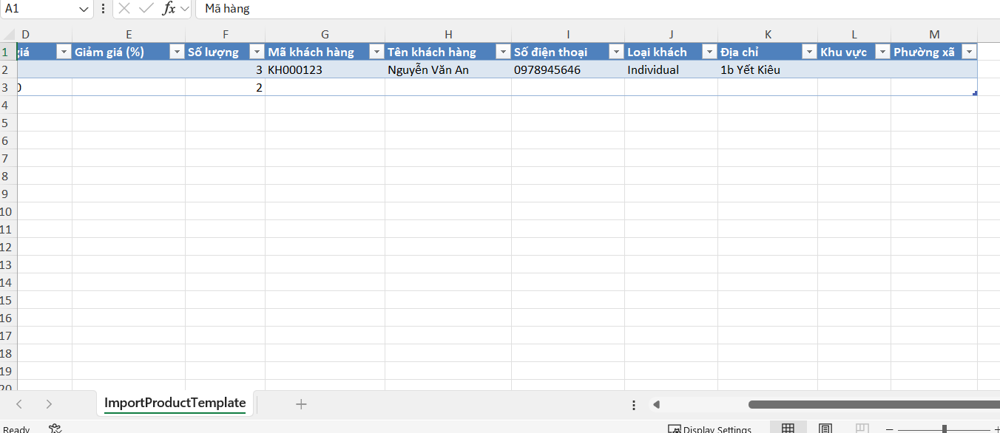 A1 fx Mã hàng
D E F G H I J K L M
1 iá Giảm giá (%) Số lượng Mã khách hàng Tên khách hàng Số điện thoại Loại khách Địa chỉ Khu vực Phường xã
2 3 KH000123 Nguyễn Văn An 0978945646 Individual 1b Yết Kiêu
3 0 2
4
5
6
7
8
9
10
11
12
13
14
15
16
17
18
19
20
ImportProductTemplate
Ready Display Settings